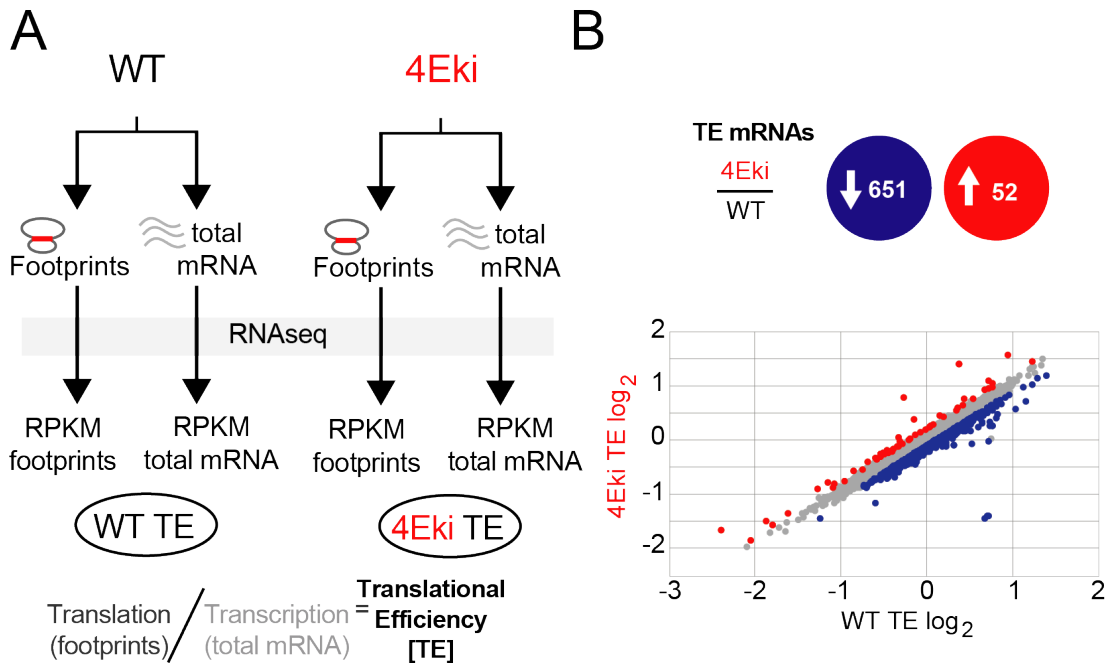 A
WT
4Eki
Footprints
total
mRNA
Footprints
total
mRNA
RNAseq
RPKM
footprints
RPKM
total mRNA
RPKM
footprints
RPKM
total mRNA
WT TE
4Eki TE
Translation
(footprints)
/
Transcription
(total mRNA)
=
Translational
Efficiency
[TE]
B
TE mRNAs
4Eki
WT
651
52
4Eki TE log2
2
1
0
-1
-2
-3
-2
-1
0
1
2
WT TE log2